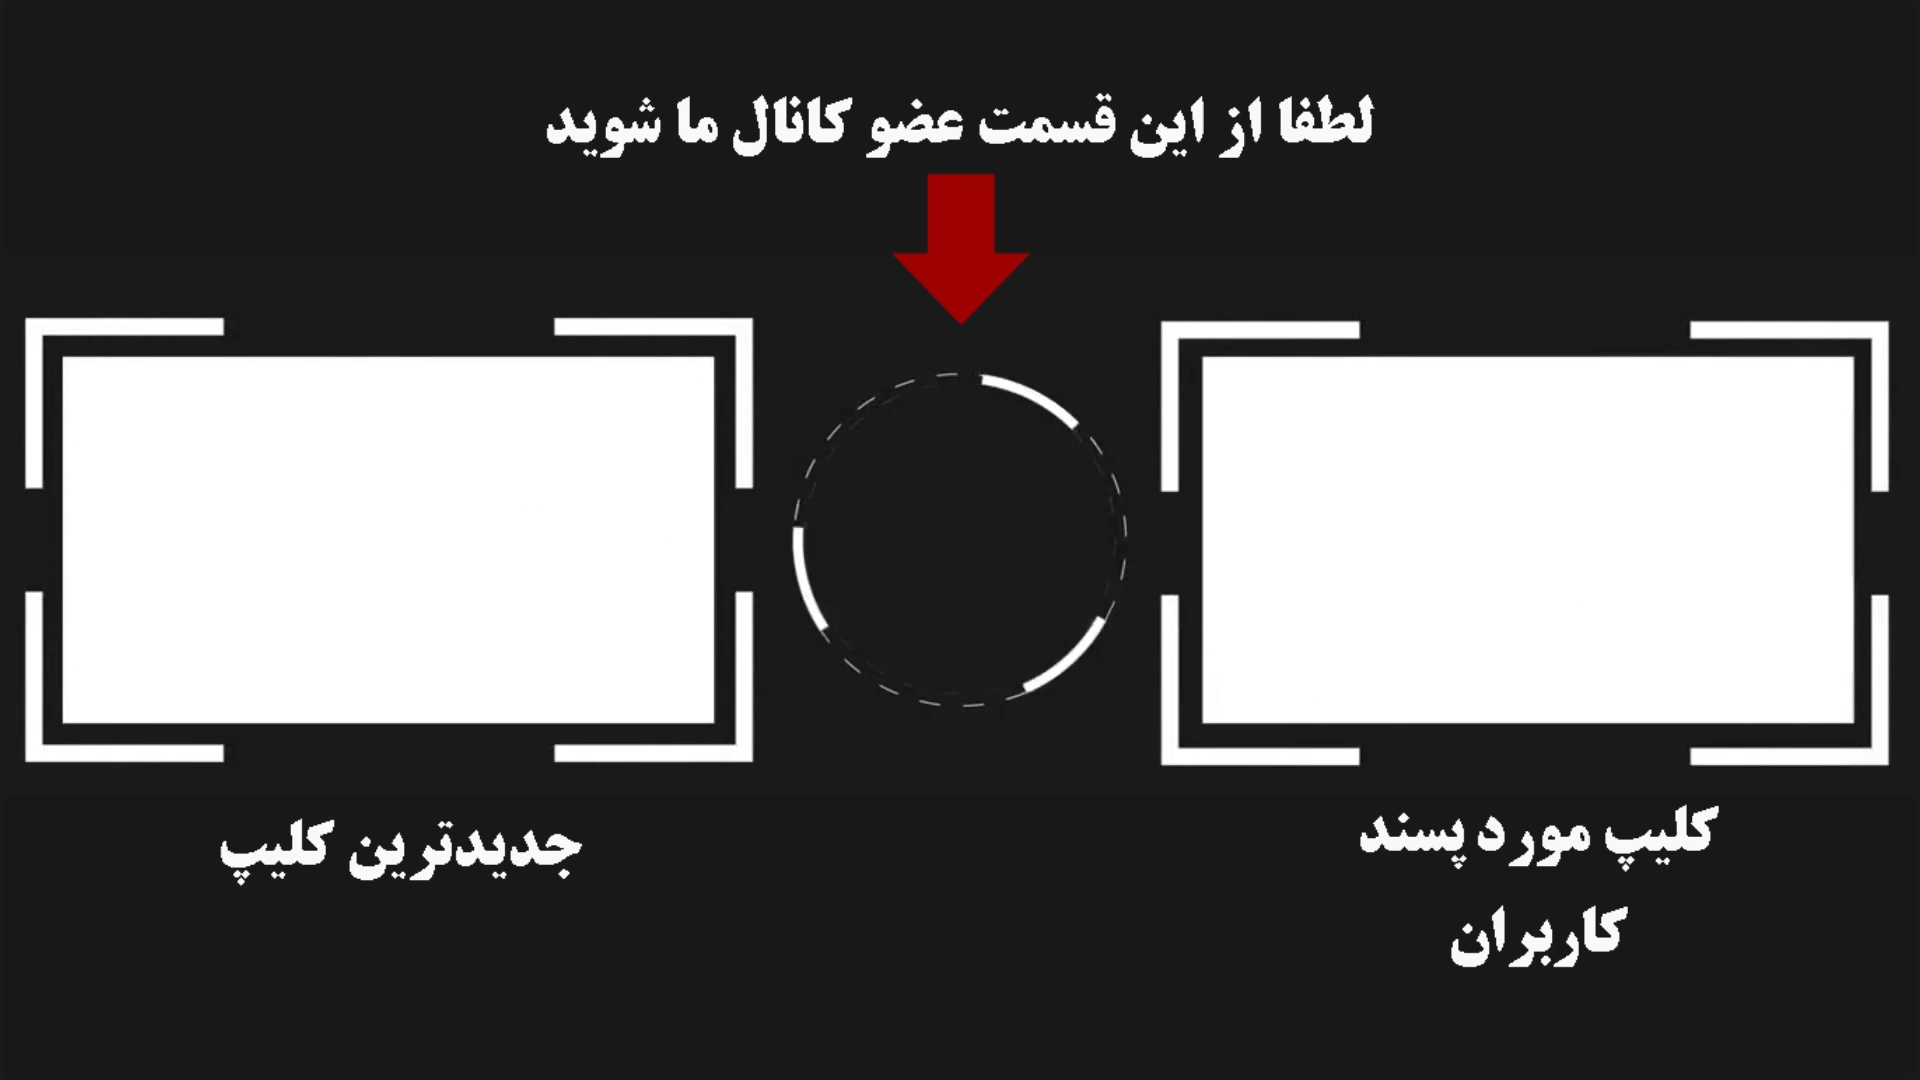 لطفا از این قسمت عضو کانال ما شوید
کلیپ مورد پسند
کاربران
جدیدترین کلیپ